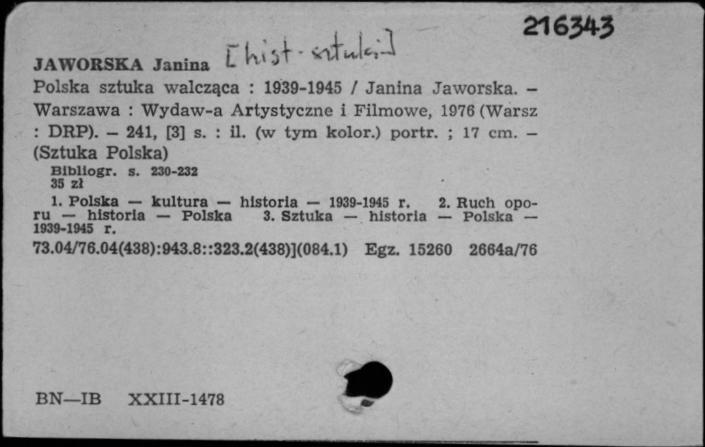 216343
JAWORSKA Janina [hist. sztuki]
Polska sztuka walcząca : 1939-1945 / Janina Jaworska. —
Warszawa : Wydaw-a Artystyczne i Filmowe, 1976 (Warsz
: DRP). — 241, [3] s. : il. (w tym kolor.) portr. ; 17 cm. —
(Sztuka Polska)
Bibliogr. s. 230-232
35 zł
1. Polska — kultura — historia — 1939-1945 r. 2. Ruch opo-
ru — historia — Polska 3. Sztuka — historia — Polska —
1939-1945 r.
73.04/76.04(438):943.8::323.2(438)](084.1) Egz. 15260 2664a/76
BN—IB XXIII-1478